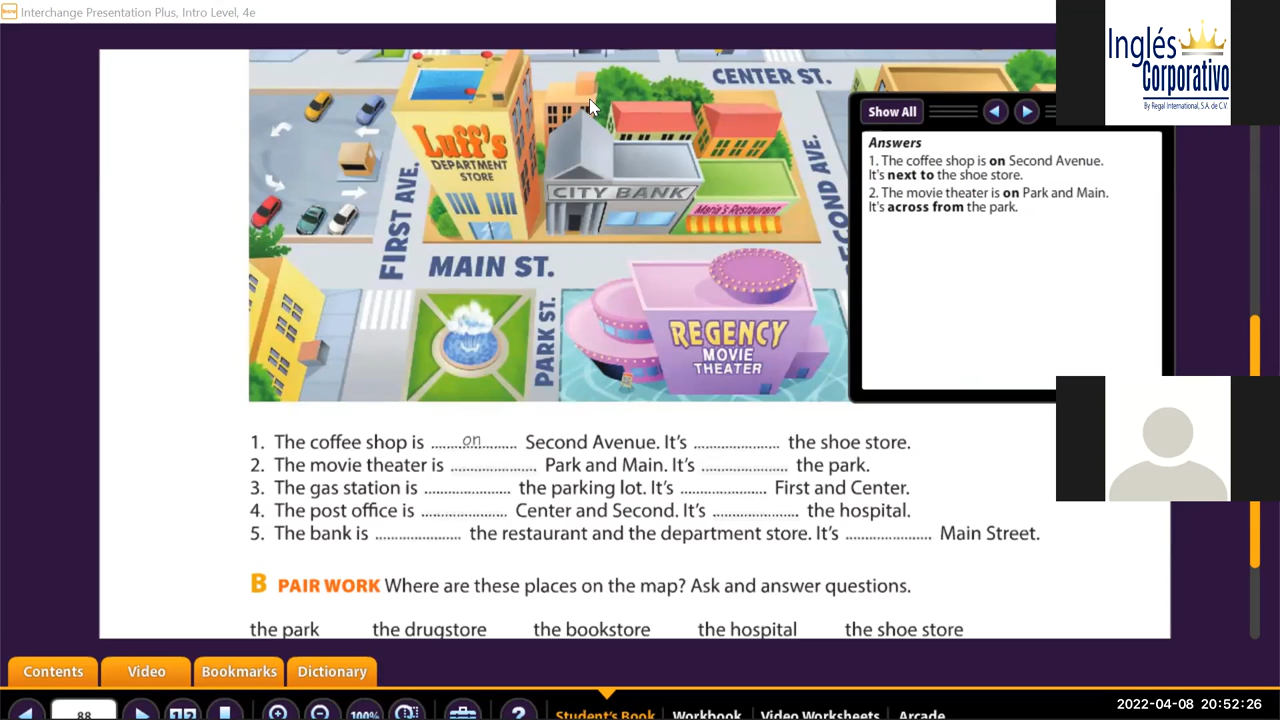 Interchange Presentation Plus, Intro Level, 4e
Inglés
Corporativo
By Regal International, S.A. de C.V.
CENTER ST.
Luff's
DEPARTMENT
STORE
CITY BANK
Maria's Restaurant
FIRST AVE.
SECOND AVE.
MAIN ST.
PARK ST.
REGENCY
MOVIE
THEATER
Show All
Answers
1. The coffee shop is on Second Avenue.
It's next to the shoe store.
2. The movie theater is on Park and Main.
It's across from the park.
1. The coffee shop is ........on......... Second Avenue. It's ...................... the shoe store.
2. The movie theater is ...................... Park and Main. It's ...................... the park.
3. The gas station is ...................... the parking lot. It's ...................... First and Center.
4. The post office is ...................... Center and Second. It's ...................... the hospital.
5. The bank is ...................... the restaurant and the department store. It's ...................... Main Street.
B PAIR WORK Where are these places on the map? Ask and answer questions.
the park the drugstore the bookstore the hospital the shoe store
Contents Video Bookmarks Dictionary
88 100% ? Student's Book Workbook Video Worksheets Arcade
2022-04-08 20:52:26